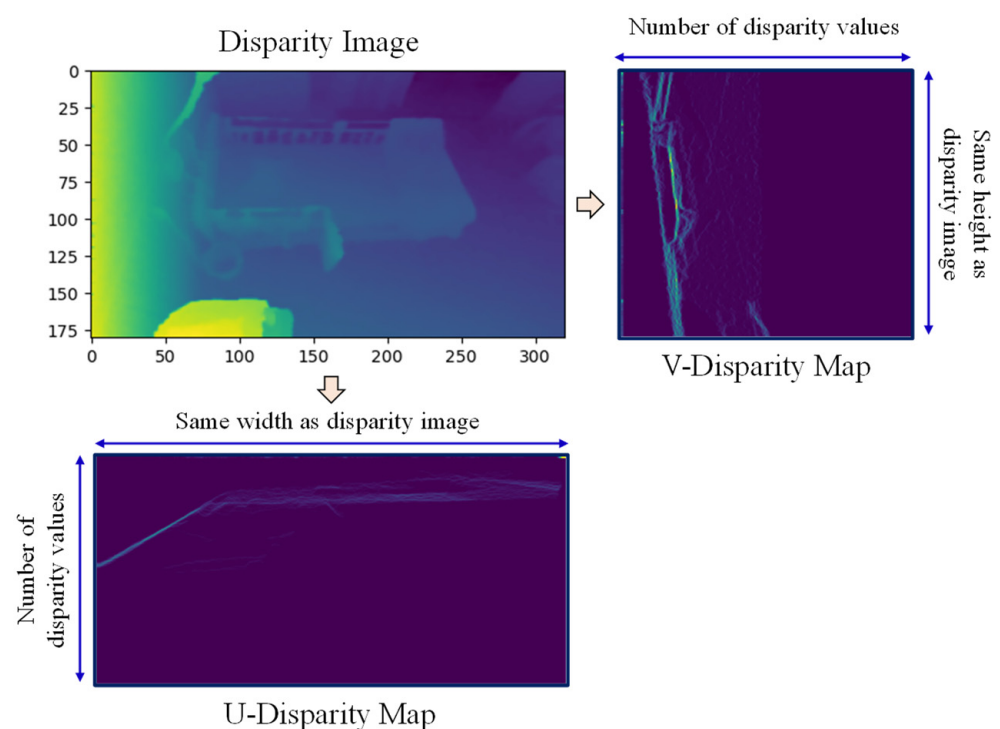 Disparity Image
0
25
50
75
100
125
150
175
0 50 100 150 200 250 300
Number of disparity values
Same height as
disparity image
V-Disparity Map
Same width as disparity image
Number of
disparity values
U-Disparity Map